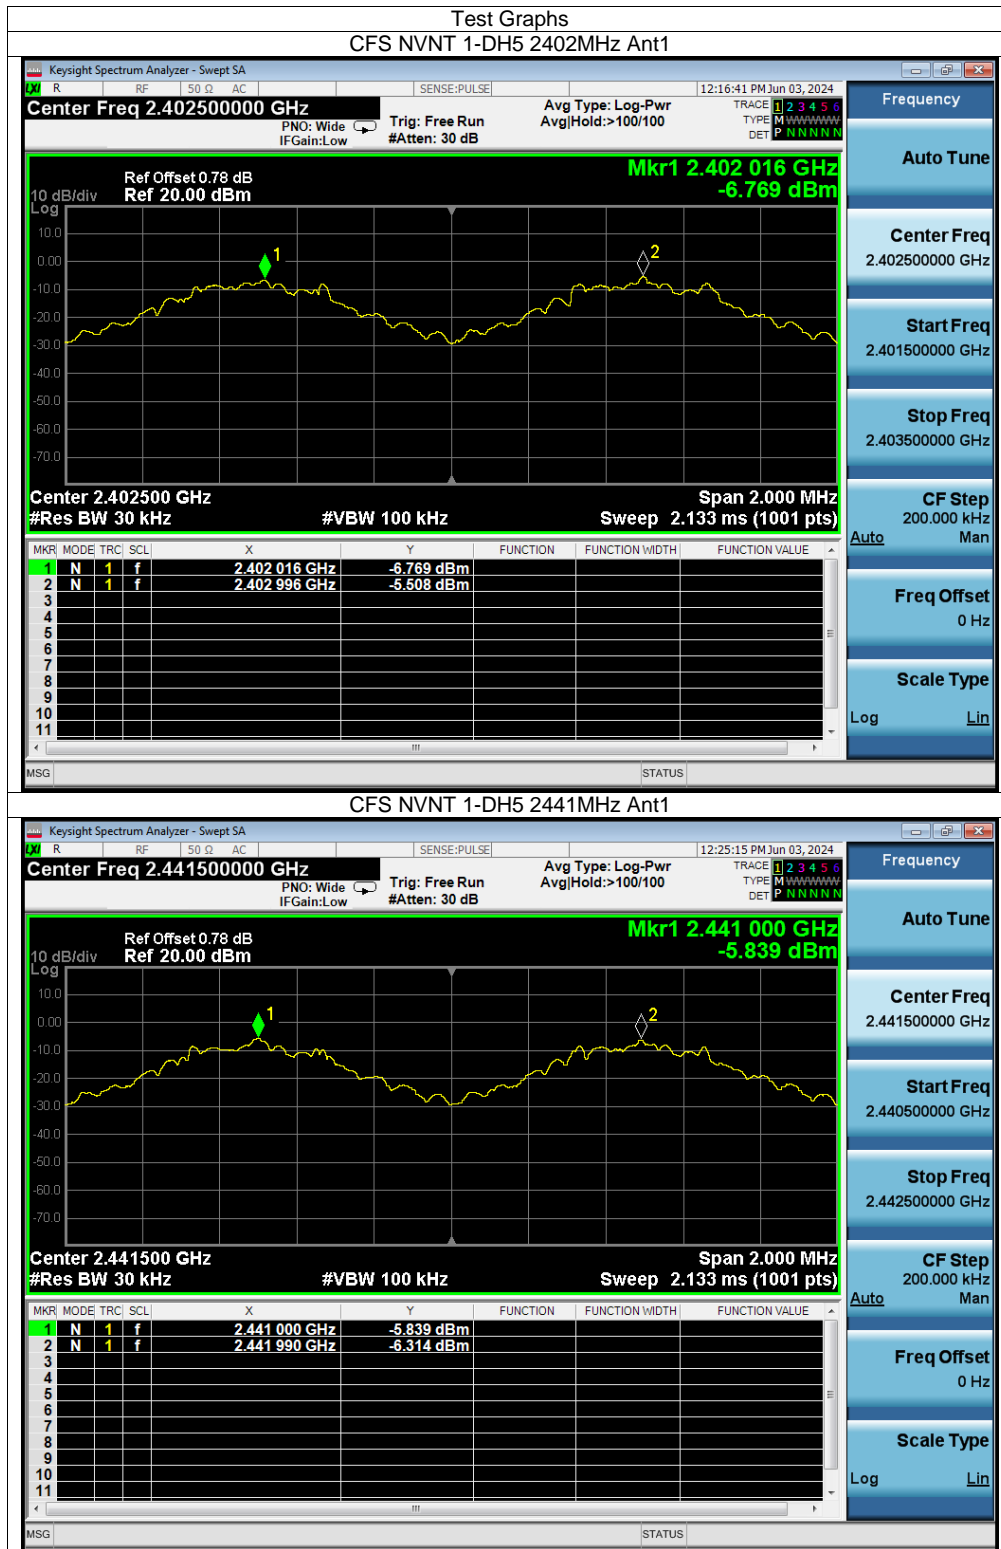 Test Graphs
CFS NVNT 1-DH5 2402MHz Ant1
Keysight Spectrum Analyzer - Swept SA
LXI R RF 50 Ω AC SENSE:PULSE 12:16:41 PM Jun 03, 2024
Center Freq 2.402500000 GHz Avg Type: Log-Pwr TRACE 1 2 3 4 5 6
PNO: Wide Trig: Free Run Avg|Hold:>100/100 TYPE M WWWWW
IFGain:Low #Atten: 30 dB DET P N N N N N
Frequency
Mkr1 2.402 016 GHz
-6.769 dBm
Ref Offset 0.78 dB
10 dB/div Ref 20.00 dBm
Log
10.0
0.00
-10.0
-20.0
-30.0
-40.0
-50.0
-60.0
-70.0
1
2
Center 2.402500 GHz Span 2.000 MHz
#Res BW 30 kHz #VBW 100 kHz Sweep 2.133 ms (1001 pts)
MKR MODE TRC SCL X Y FUNCTION FUNCTION WIDTH FUNCTION VALUE
1 N 1 f 2.402 016 GHz -6.769 dBm
2 N 1 f 2.402 996 GHz -5.508 dBm
3
4
5
6
7
8
9
10
11
MSG STATUS
Auto Tune
Center Freq
2.402500000 GHz
Start Freq
2.401500000 GHz
Stop Freq
2.403500000 GHz
CF Step
200.000 kHz
Auto Man
Freq Offset
0 Hz
Scale Type
Log Lin
CFS NVNT 1-DH5 2441MHz Ant1
Keysight Spectrum Analyzer - Swept SA
LXI R RF 50 Ω AC SENSE:PULSE 12:25:15 PM Jun 03, 2024
Center Freq 2.441500000 GHz Avg Type: Log-Pwr TRACE 1 2 3 4 5 6
PNO: Wide Trig: Free Run Avg|Hold:>100/100 TYPE M WWWWW
IFGain:Low #Atten: 30 dB DET P N N N N N
Frequency
Mkr1 2.441 000 GHz
-5.839 dBm
Ref Offset 0.78 dB
10 dB/div Ref 20.00 dBm
Log
10.0
0.00
-10.0
-20.0
-30.0
-40.0
-50.0
-60.0
-70.0
1
2
Center 2.441500 GHz Span 2.000 MHz
#Res BW 30 kHz #VBW 100 kHz Sweep 2.133 ms (1001 pts)
MKR MODE TRC SCL X Y FUNCTION FUNCTION WIDTH FUNCTION VALUE
1 N 1 f 2.441 000 GHz -5.839 dBm
2 N 1 f 2.441 990 GHz -6.314 dBm
3
4
5
6
7
8
9
10
11
MSG STATUS
Auto Tune
Center Freq
2.441500000 GHz
Start Freq
2.440500000 GHz
Stop Freq
2.442500000 GHz
CF Step
200.000 kHz
Auto Man
Freq Offset
0 Hz
Scale Type
Log Lin